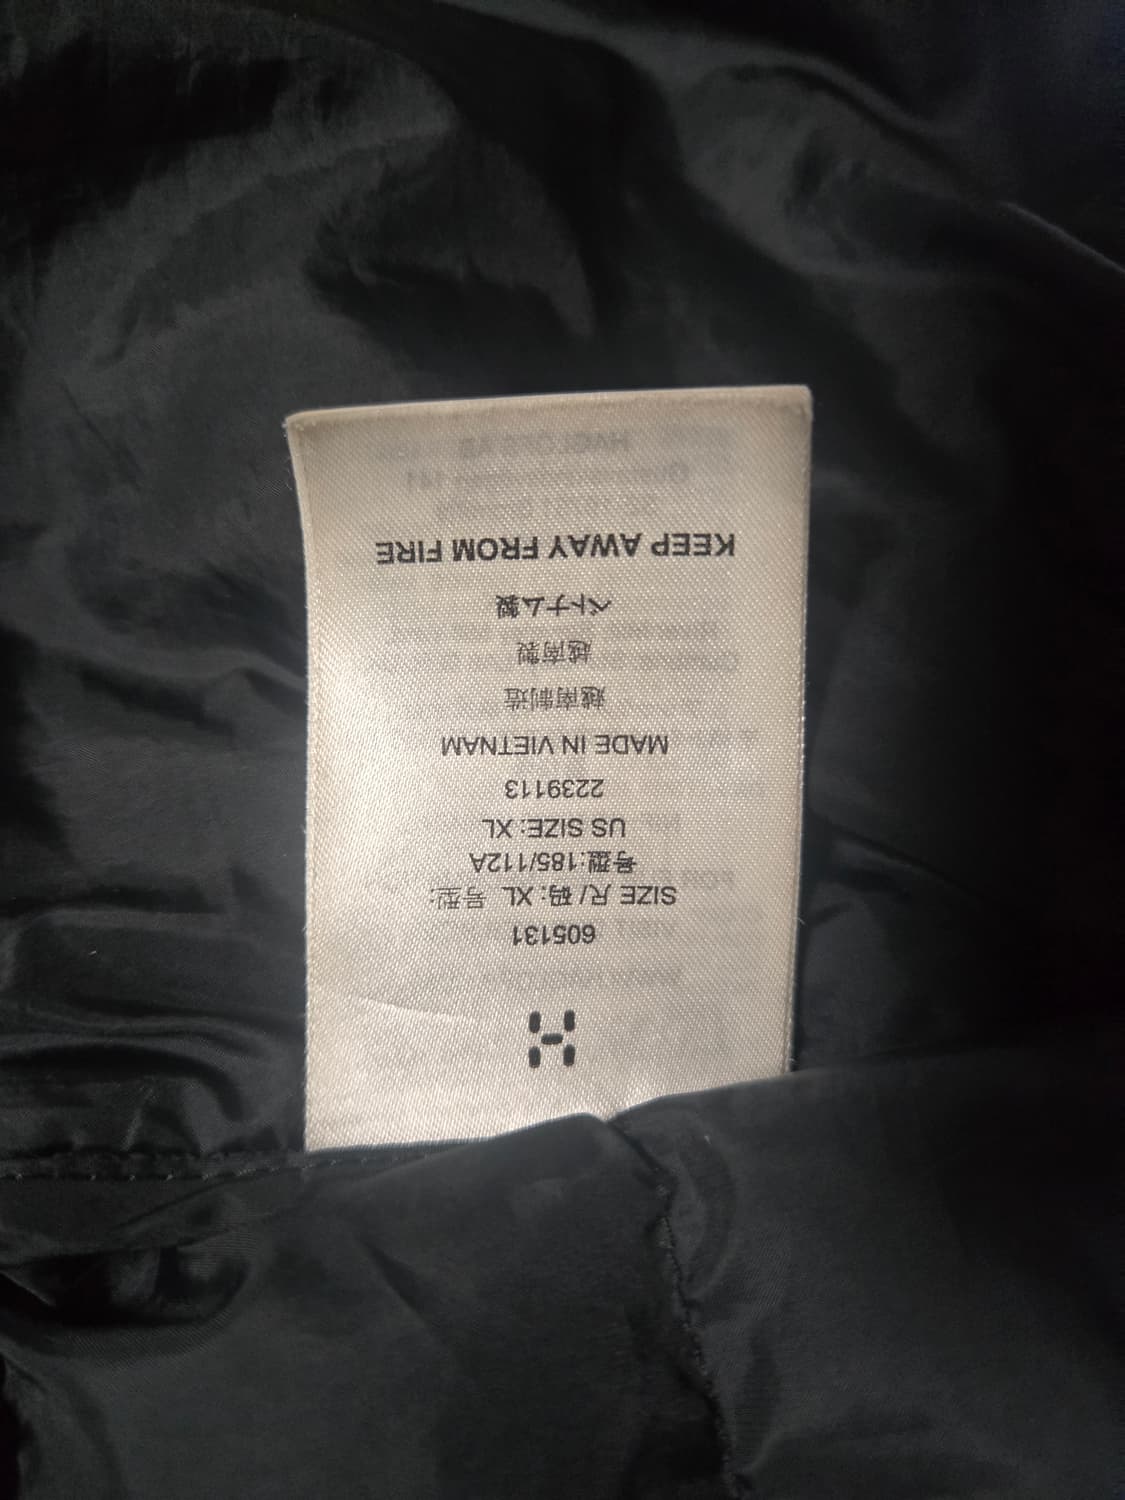 605131
SIZE 尺 / 码: XL 号型:
号型:185/112A
US SIZE: XL
2239113
MADE IN VIETNAM
越南制造
越南製
ベトナム製
KEEP AWAY FROM FIRE